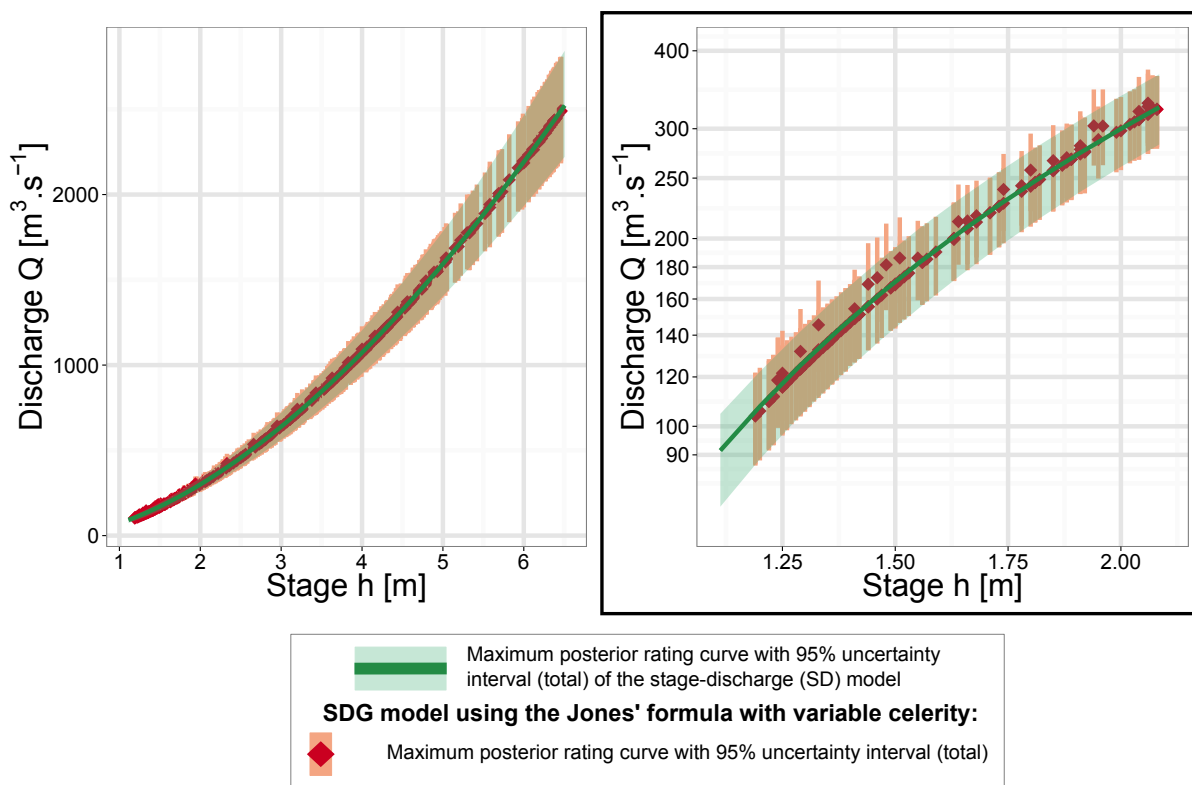 Discharge Q [m³.s⁻¹]
2000
1000
0
1 2 3 4 5 6
Stage h [m]
Discharge Q [m³.s⁻¹]
400
300
250
200
180
160
140
120
100
90
1.25 1.50 1.75 2.00
Stage h [m]
Maximum posterior rating curve with 95% uncertainty
interval (total) of the stage-discharge (SD) model
SDG model using the Jones' formula with variable celerity:
Maximum posterior rating curve with 95% uncertainty interval (total)